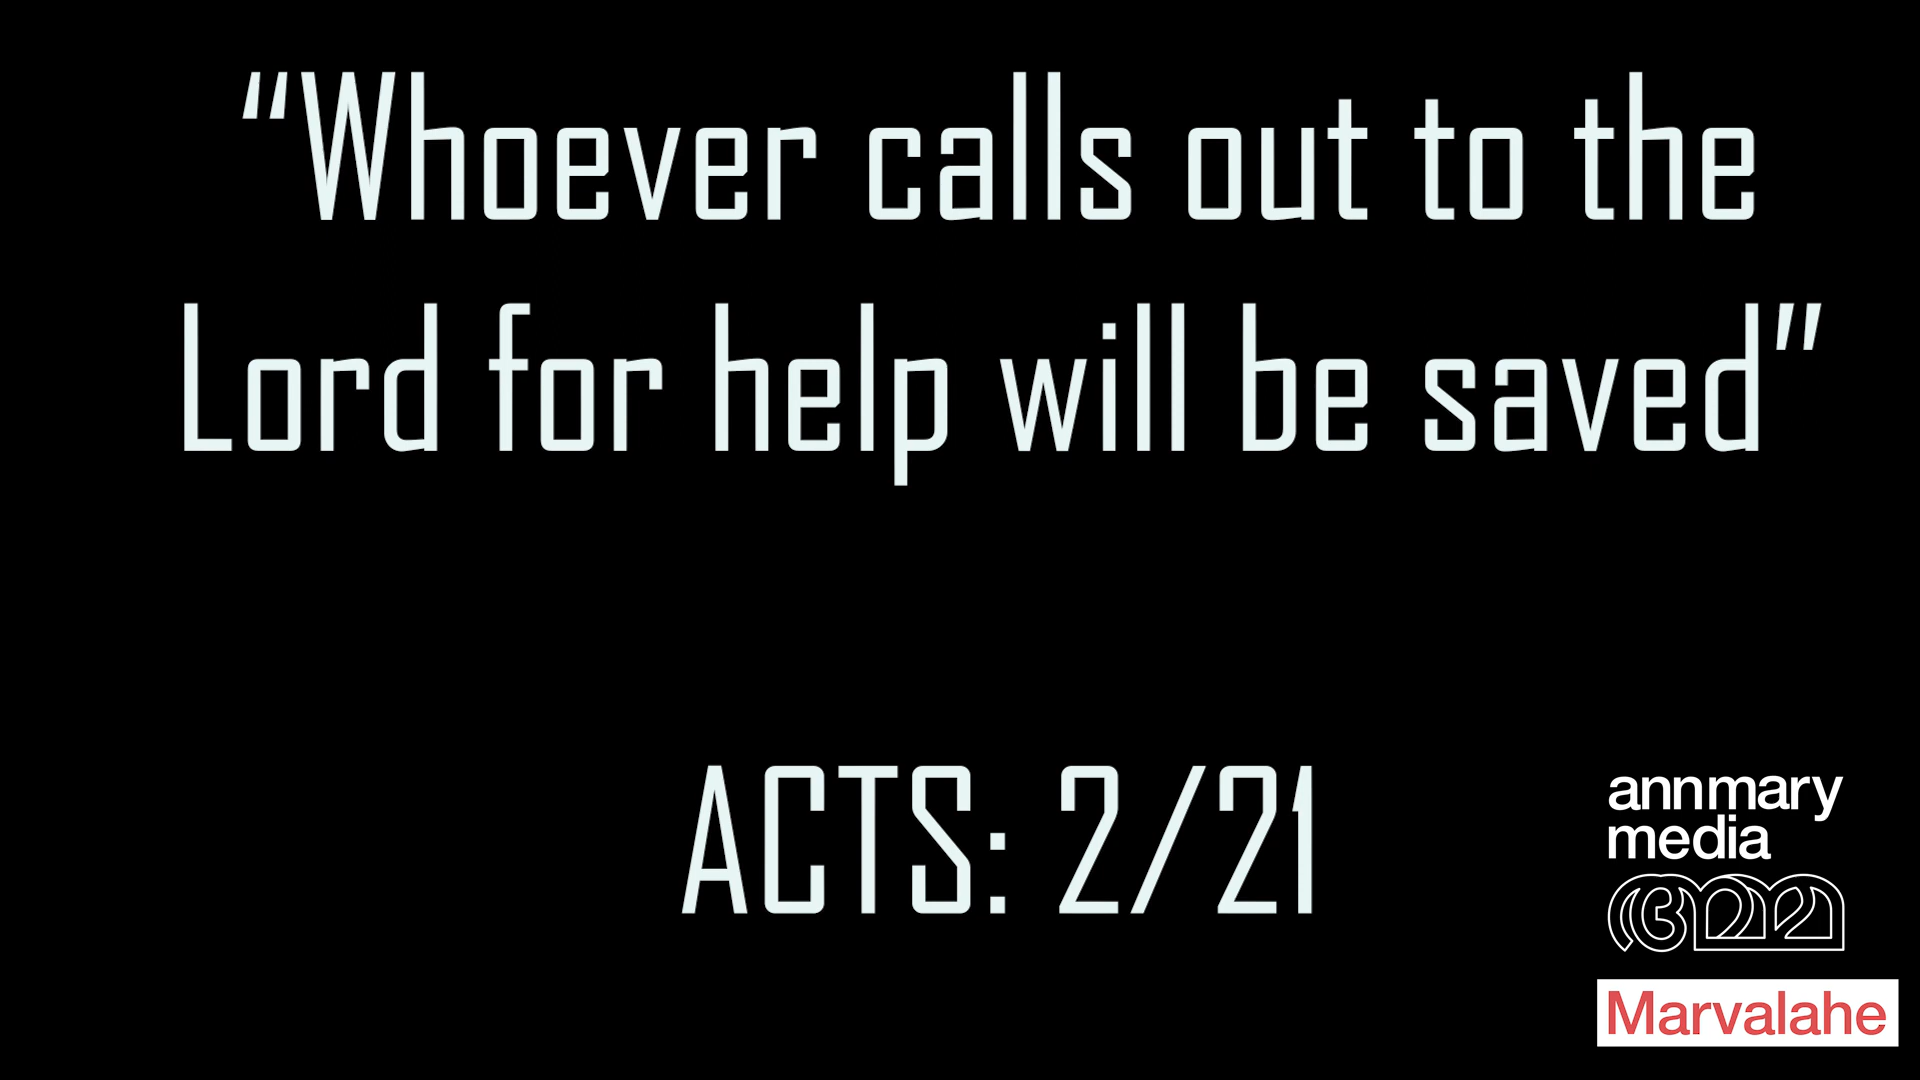 “Whoever calls out to the
Lord for help will be saved”
ACTS: 2/21
annmary
media
Marvalahe